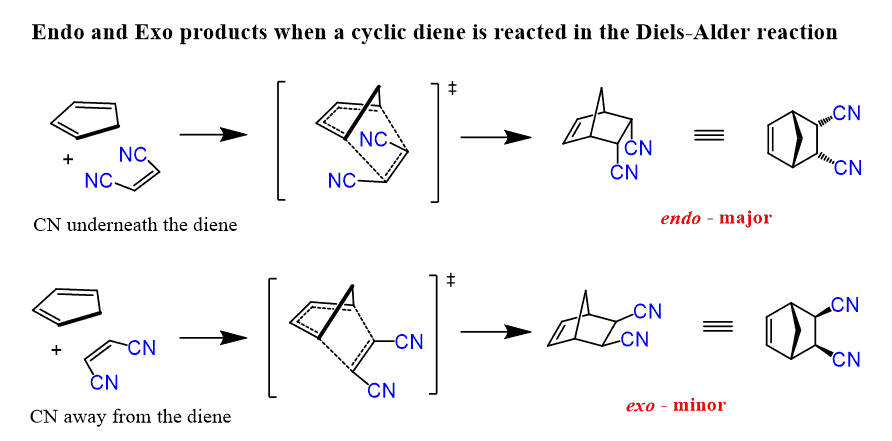 Endo and Exo products when a cyclic diene is reacted in the Diels-Alder reaction
‡
+
NC
NC
CN underneath the diene
NC
NC
CN
CN
CN
CN
endo - major
‡
+
CN
CN
CN away from the diene
CN
CN
CN
CN
CN
CN
exo - minor